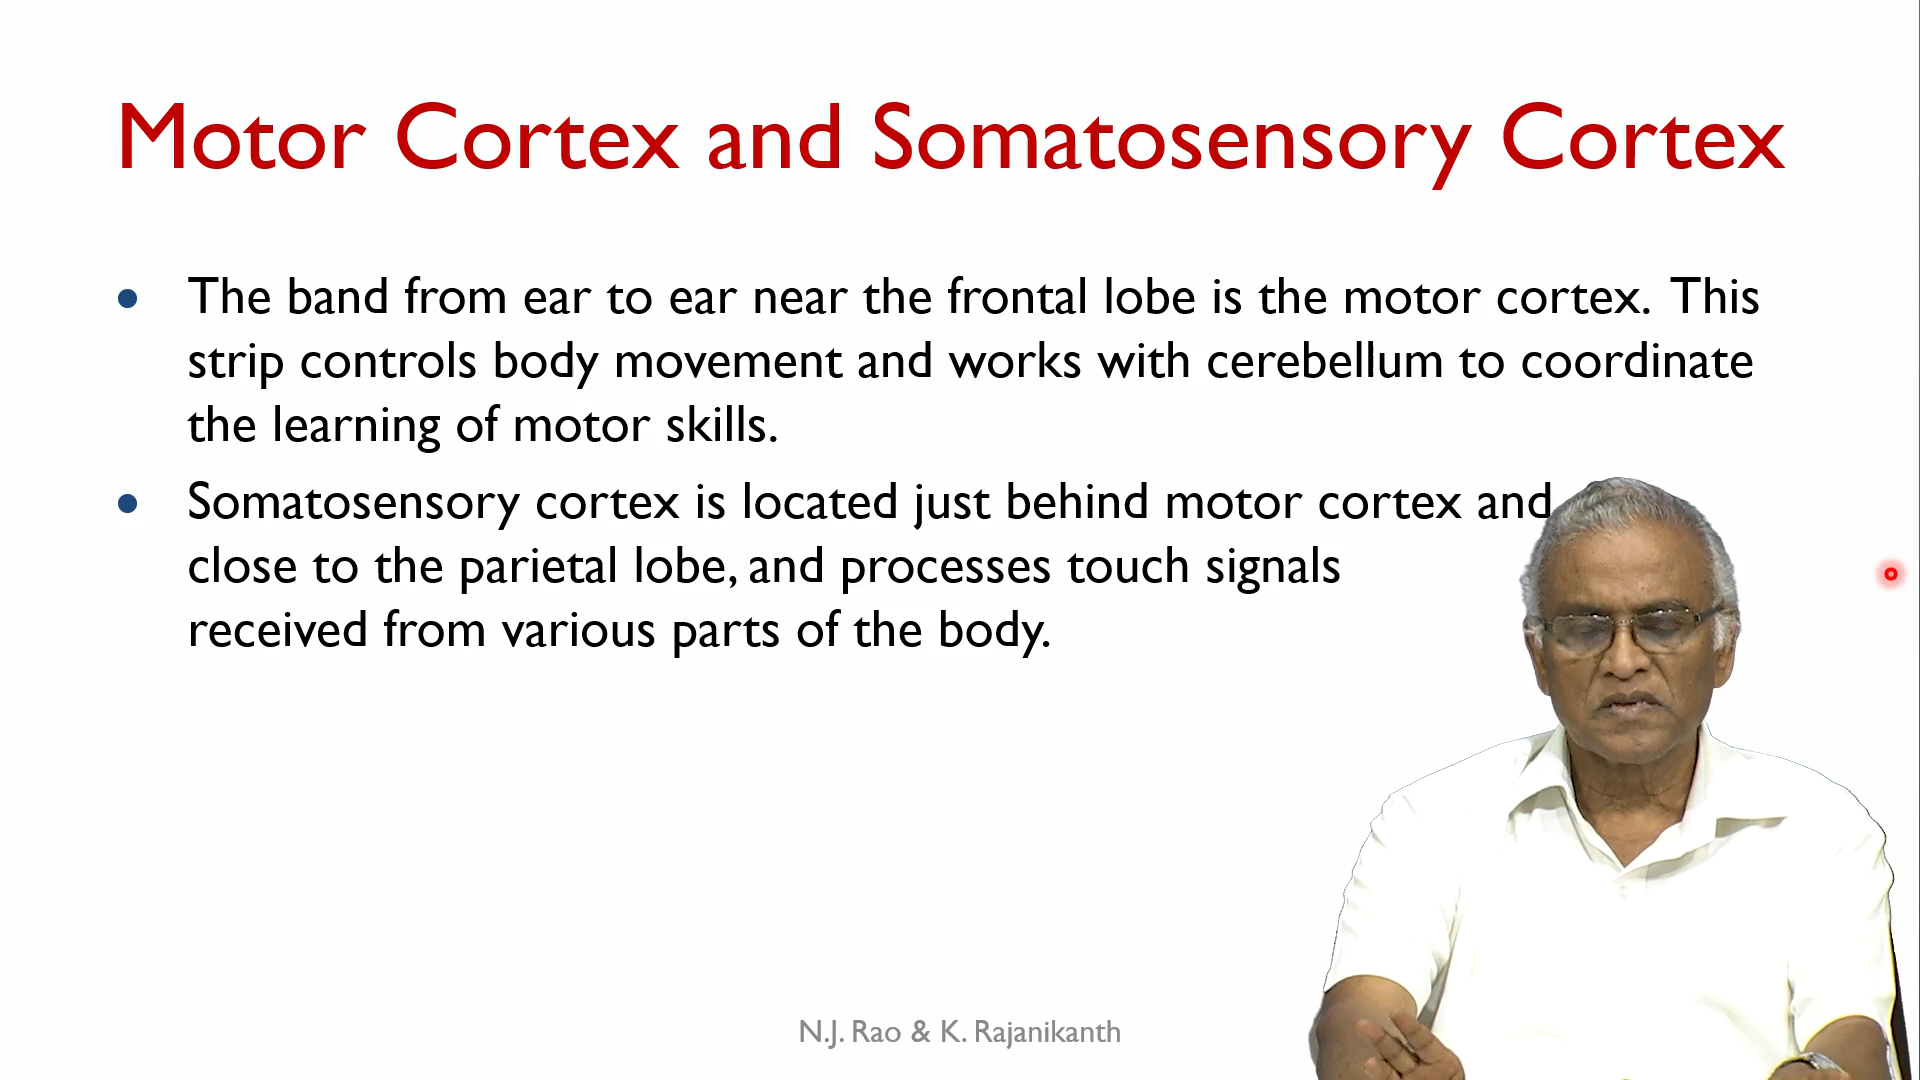 Motor Cortex and Somatosensory Cortex
• The band from ear to ear near the frontal lobe is the motor cortex. This
strip controls body movement and works with cerebellum to coordinate
the learning of motor skills.
• Somatosensory cortex is located just behind motor cortex and
close to the parietal lobe, and processes touch signals
received from various parts of the body.
N.J. Rao & K. Rajanikanth